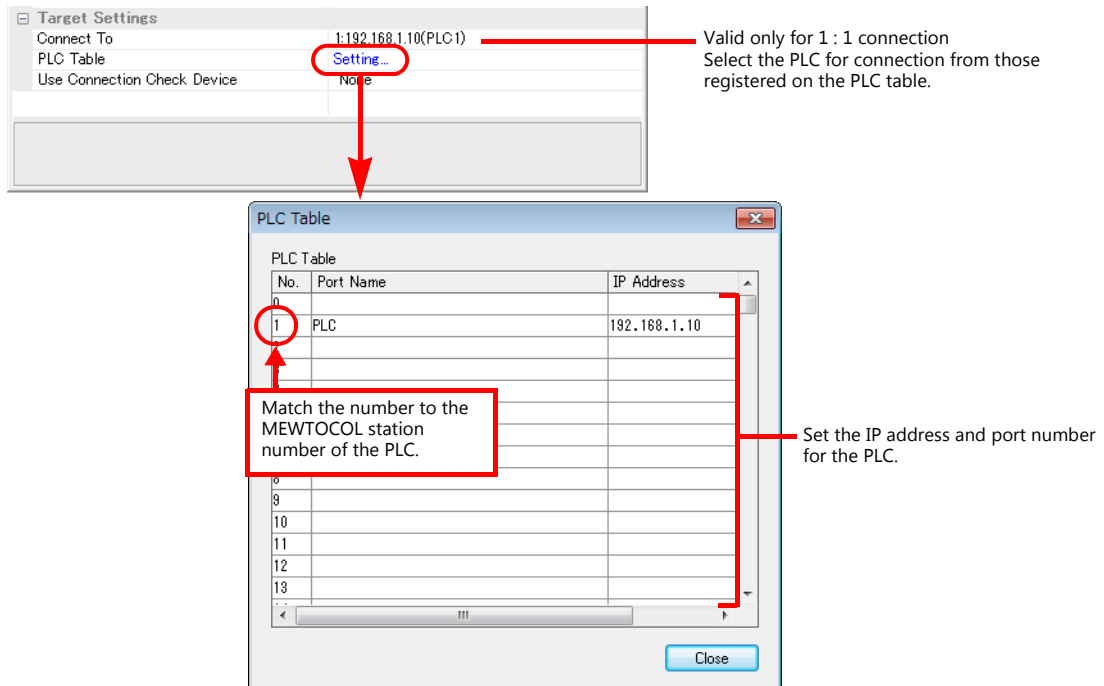 Target Settings
Connect To 1:192.168.1.10(PLC1)
PLC Table Setting...
Use Connection Check Device None
Valid only for 1 : 1 connection
Select the PLC for connection from those
registered on the PLC table.
PLC Table
PLC Table
No. Port Name IP Address
0
1 PLC 192.168.1.10
Match the number to the
MEWTOCOL station
number of the PLC.
Set the IP address and port number
for the PLC.
8
9
10
11
12
13
Close